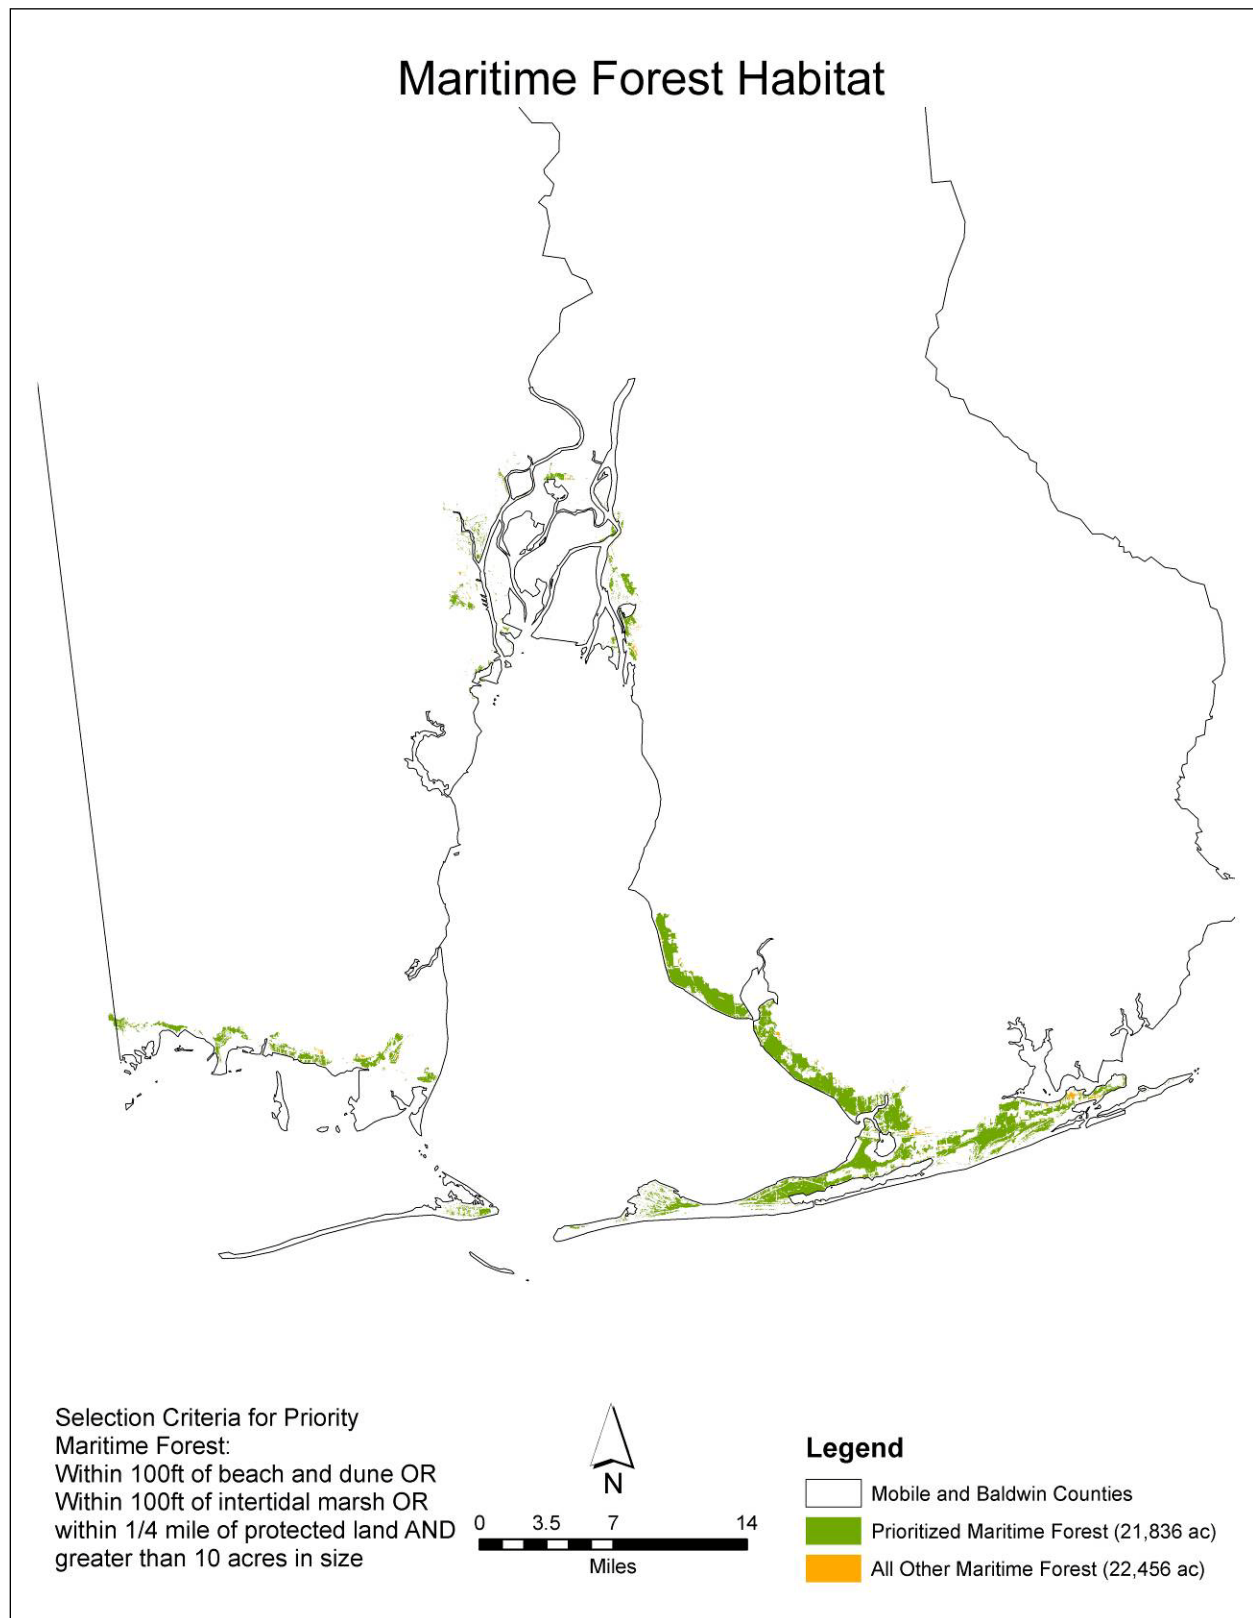 Maritime Forest Habitat
Selection Criteria for Priority
Maritime Forest:
Within 100ft of beach and dune OR
Within 100ft of intertidal marsh OR
within 1/4 mile of protected land AND
greater than 10 acres in size
N
0 3.5 7 14
Miles
Legend
Mobile and Baldwin Counties
Prioritized Maritime Forest (21,836 ac)
All Other Maritime Forest (22,456 ac)